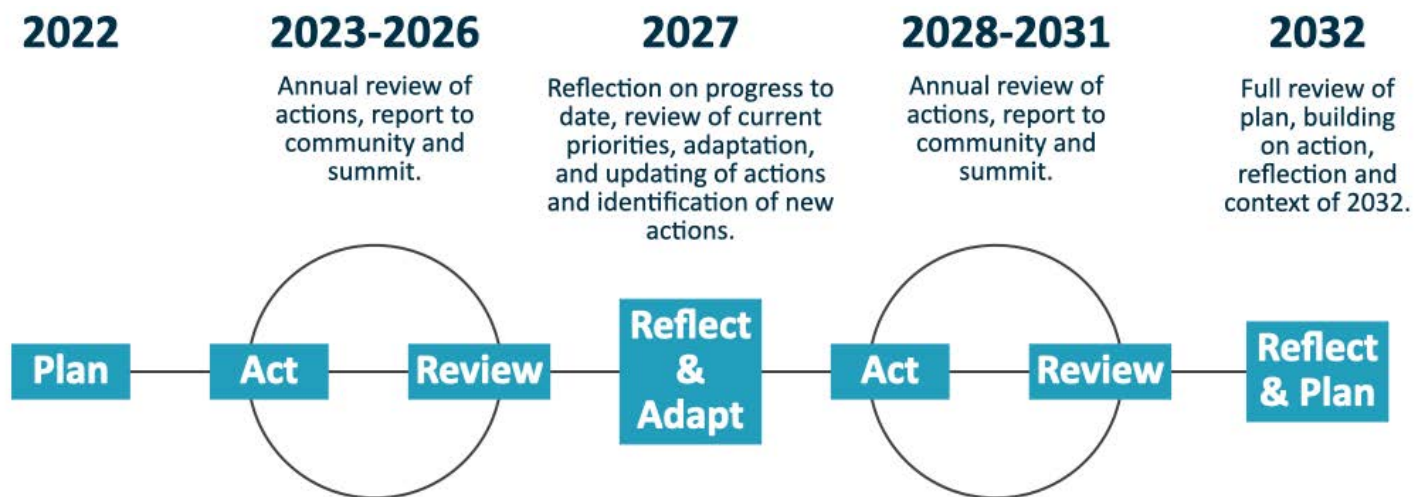 2022
2023-2026
Annual review of
actions, report to
community and
summit.
2027
Reflection on progress to
date, review of current
priorities, adaptation,
and updating of actions
and identification of new
actions.
2028-2031
Annual review of
actions, report to
community and
summit.
2032
Full review of
plan, building
on action,
reflection and
context of 2032.
Plan
Act
Review
Reflect
&
Adapt
Act
Review
Reflect
& Plan